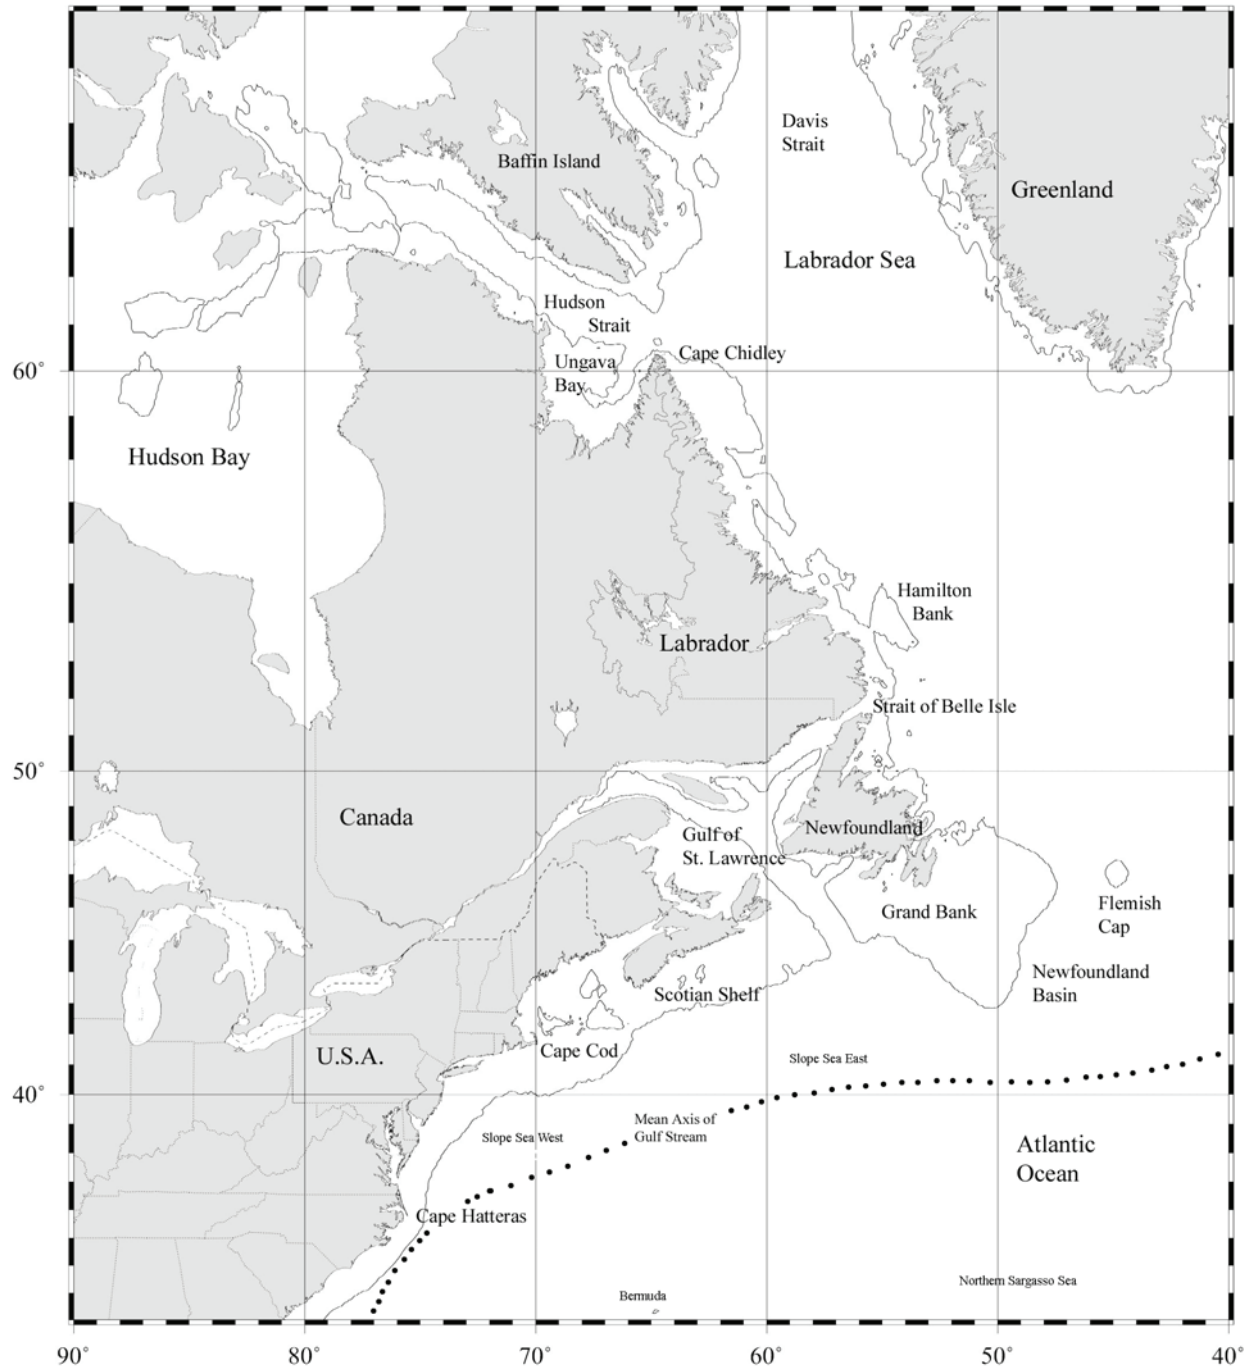 Davis
Strait
Baffin Island
Greenland
Labrador Sea
Hudson
Strait
Cape Chidley
Ungava
Bay
60°
Hudson Bay
Hamilton
Bank
Labrador
Strait of Belle Isle
50°
Canada
Newfoundland
Gulf of
St. Lawrence
Flemish
Cap
Grand Bank
Newfoundland
Basin
Scotian Shelf
Cape Cod
U.S.A.
Slope Sea East
40°
Mean Axis of
Gulf Stream
Slope Sea West
Atlantic
Ocean
Cape Hatteras
Northern Sargasso Sea
Bermuda
90° 80° 70° 60° 50° 40°